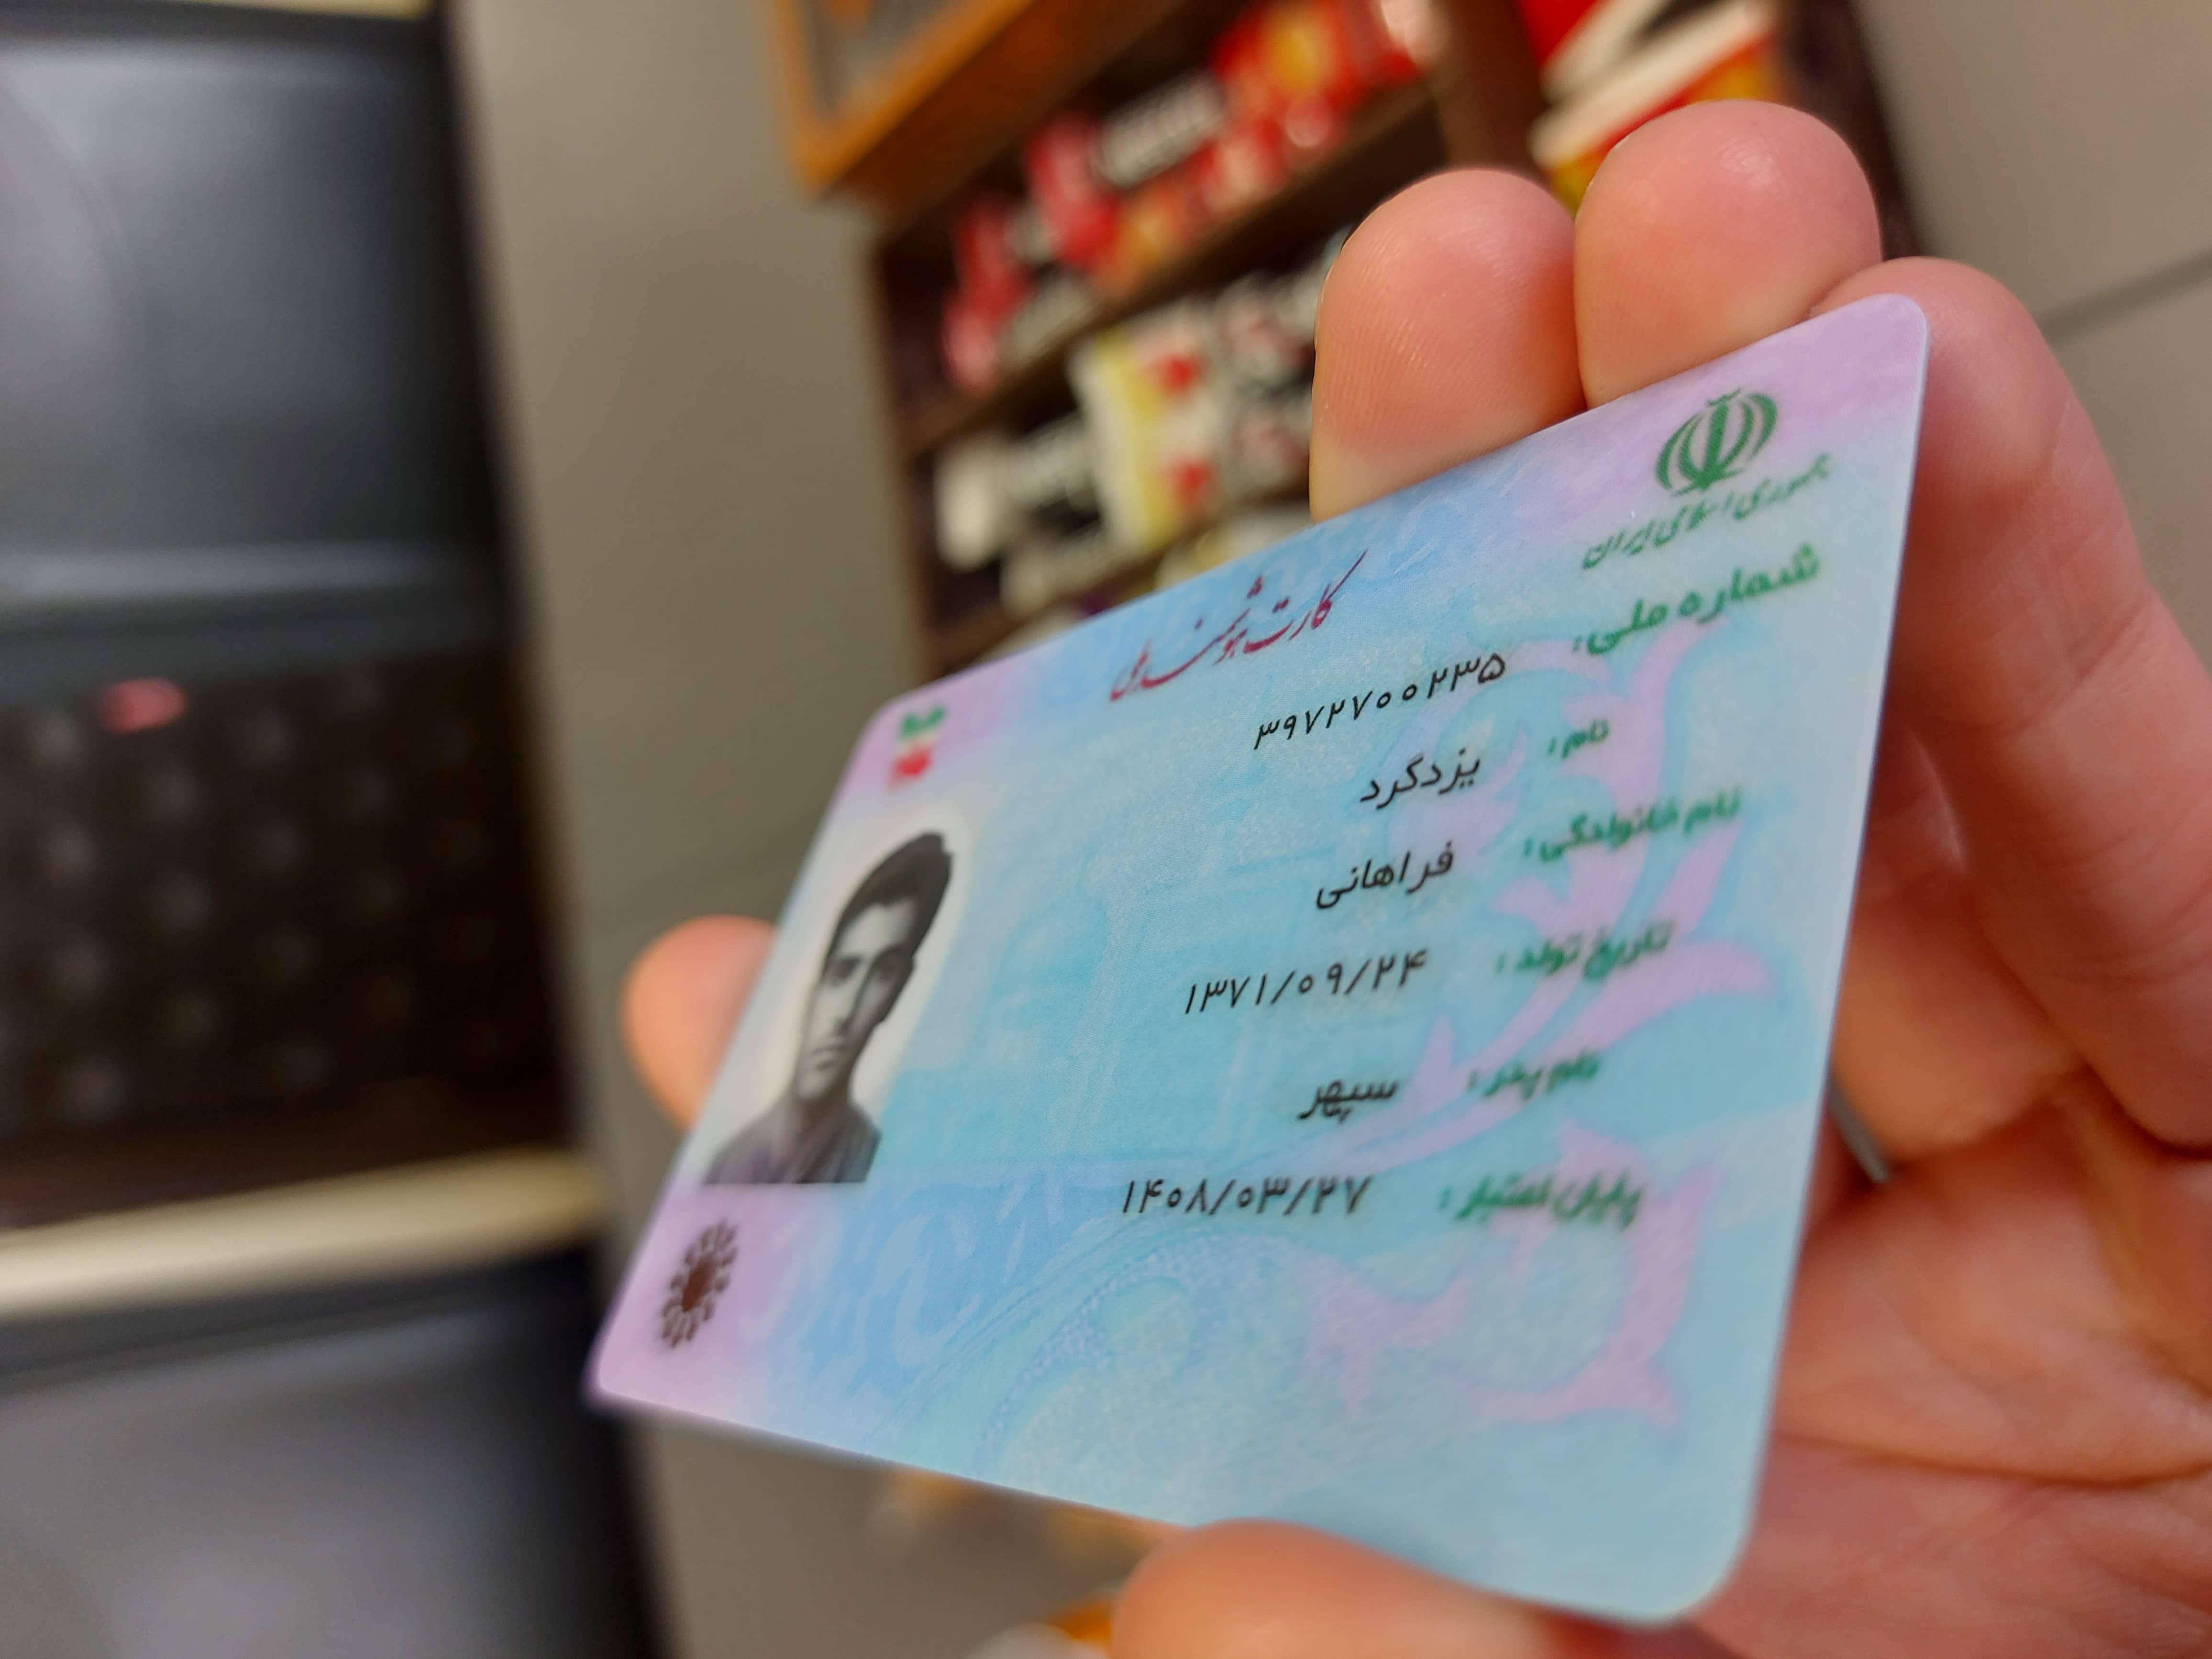 جمهوری اسلامی ایران
کارت هوشمند ملی
شماره ملی: ۳۹۷۲۷۰۰۲۳۵
نام: یزدگرد
نام خانوادگی: فراهانی
تاریخ تولد: ۱۳۷۱/۰۹/۲۴
نام پدر: سپهر
پایان اعتبار: ۱۴۰۸/۰۳/۲۷